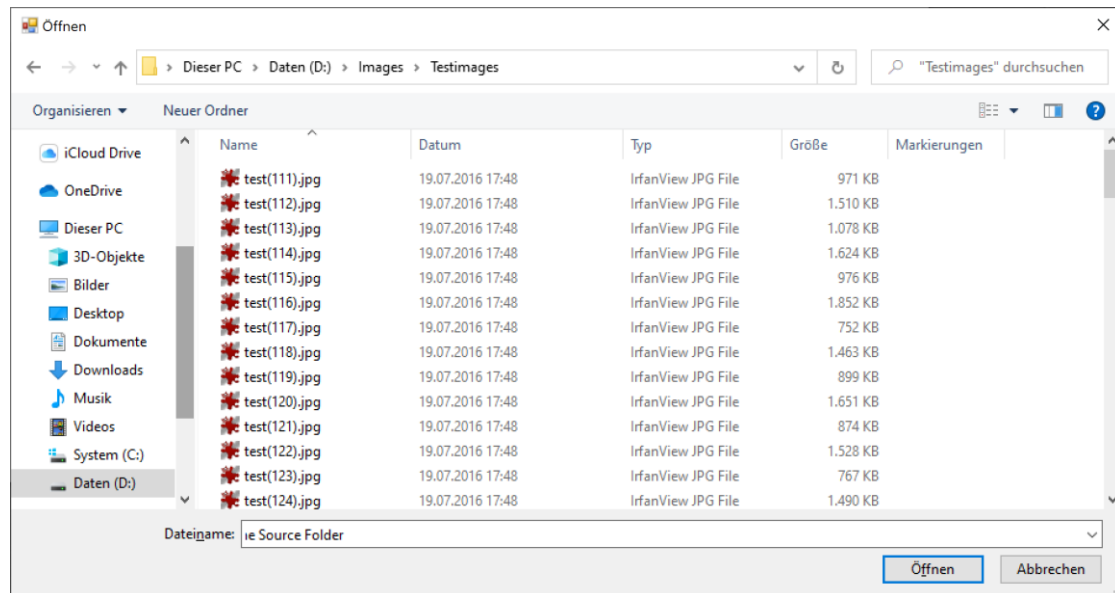 Öffnen
Dieser PC > Daten (D:) > Images > Testimages
"Testimages" durchsuchen
Organisieren
Neuer Ordner
Name Datum Typ Größe Markierungen
iCloud Drive
OneDrive
Dieser PC
3D-Objekte
Bilder
Desktop
Dokumente
Downloads
Musik
Videos
System (C:)
Daten (D:)
test(111).jpg 19.07.2016 17:48 IrfanView JPG File 971 KB
test(112).jpg 19.07.2016 17:48 IrfanView JPG File 1.510 KB
test(113).jpg 19.07.2016 17:48 IrfanView JPG File 1.078 KB
test(114).jpg 19.07.2016 17:48 IrfanView JPG File 1.624 KB
test(115).jpg 19.07.2016 17:48 IrfanView JPG File 976 KB
test(116).jpg 19.07.2016 17:48 IrfanView JPG File 1.852 KB
test(117).jpg 19.07.2016 17:48 IrfanView JPG File 752 KB
test(118).jpg 19.07.2016 17:48 IrfanView JPG File 1.463 KB
test(119).jpg 19.07.2016 17:48 IrfanView JPG File 899 KB
test(120).jpg 19.07.2016 17:48 IrfanView JPG File 1.651 KB
test(121).jpg 19.07.2016 17:48 IrfanView JPG File 874 KB
test(122).jpg 19.07.2016 17:48 IrfanView JPG File 1.528 KB
test(123).jpg 19.07.2016 17:48 IrfanView JPG File 767 KB
test(124).jpg 19.07.2016 17:48 IrfanView JPG File 1.490 KB
Dateiname: Source Folder
Öffnen Abbrechen